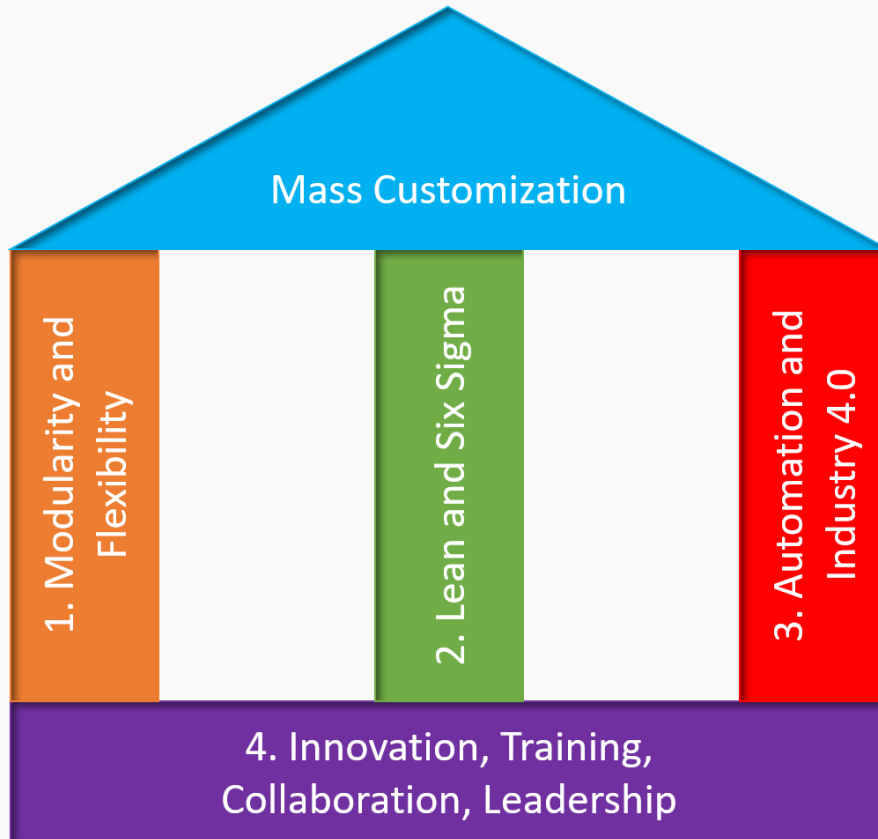 Mass Customization
1. Modularity and
Flexibility
2. Lean and Six Sigma
3. Automation and
Industry 4.0
4. Innovation, Training,
Collaboration, Leadership